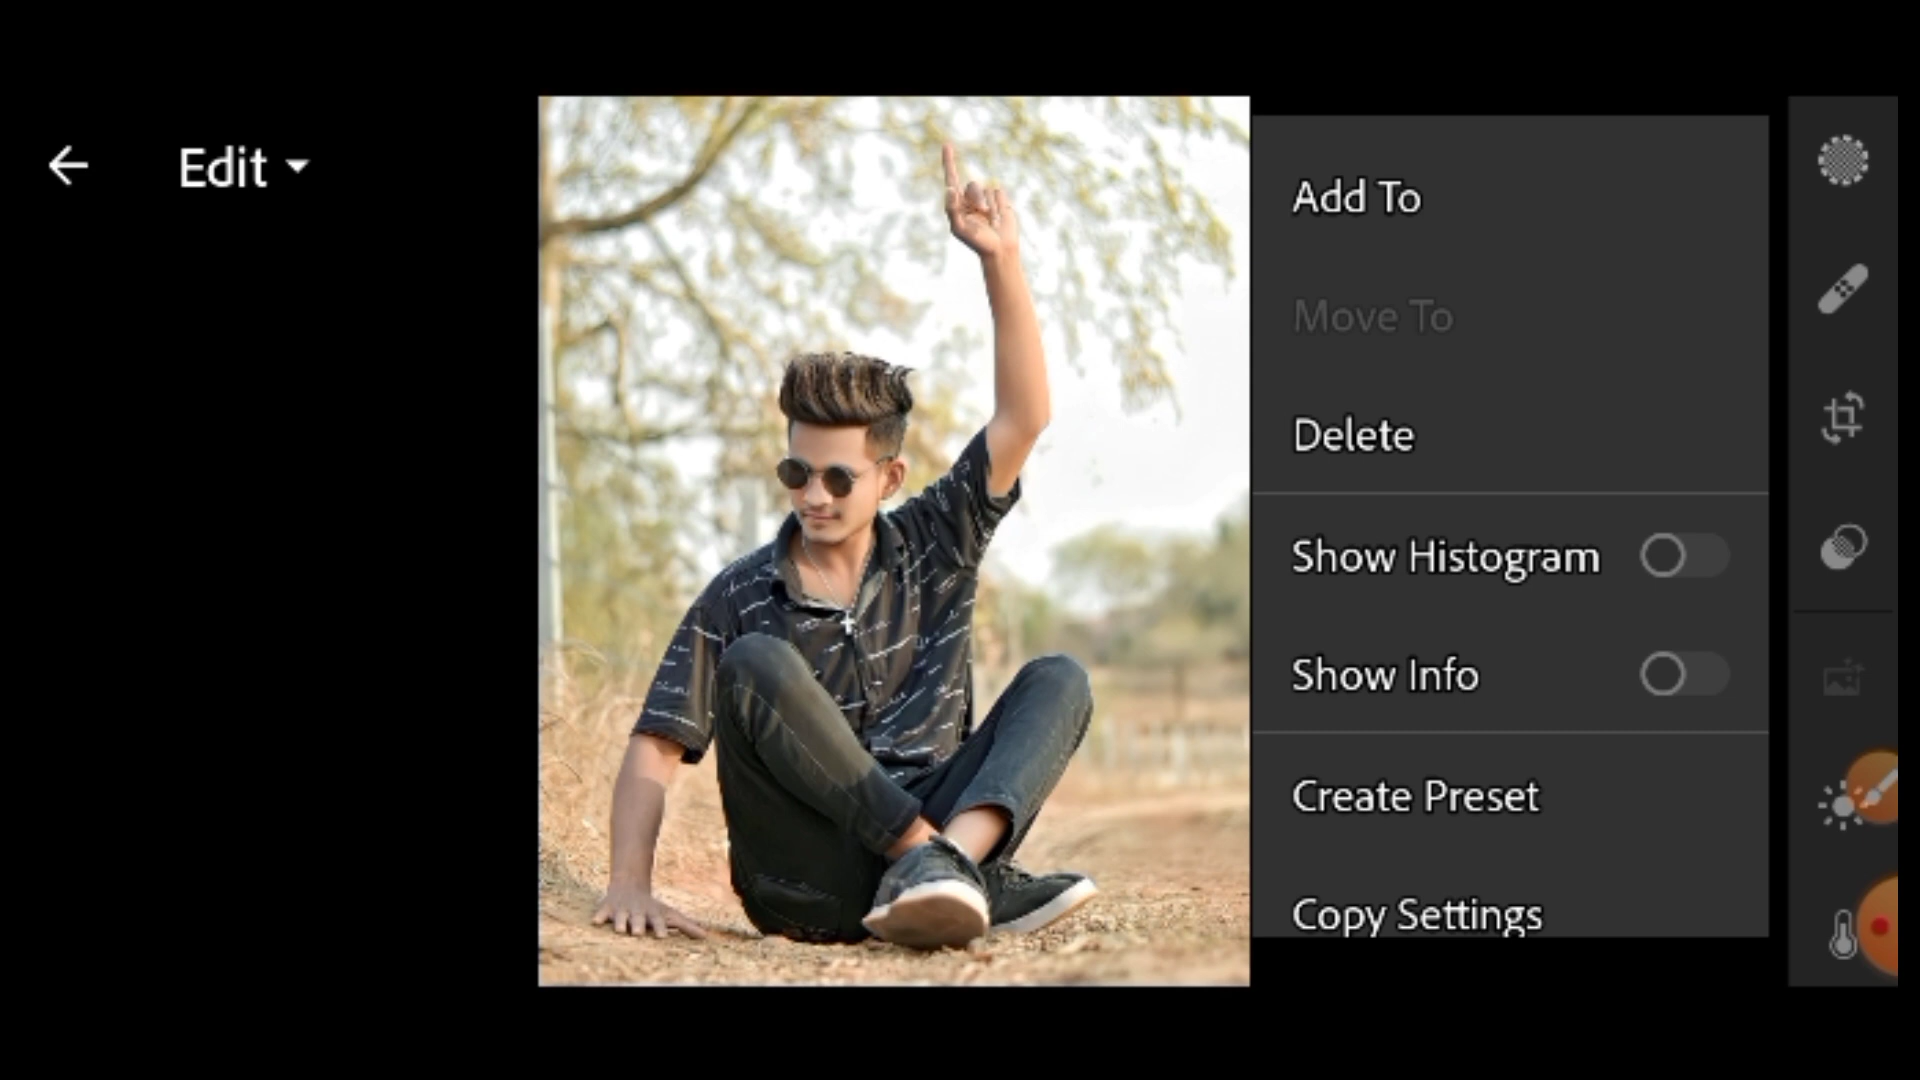 Edit
Add To
Move To
Delete
Show Histogram
Show Info
Create Preset
Copy Settings